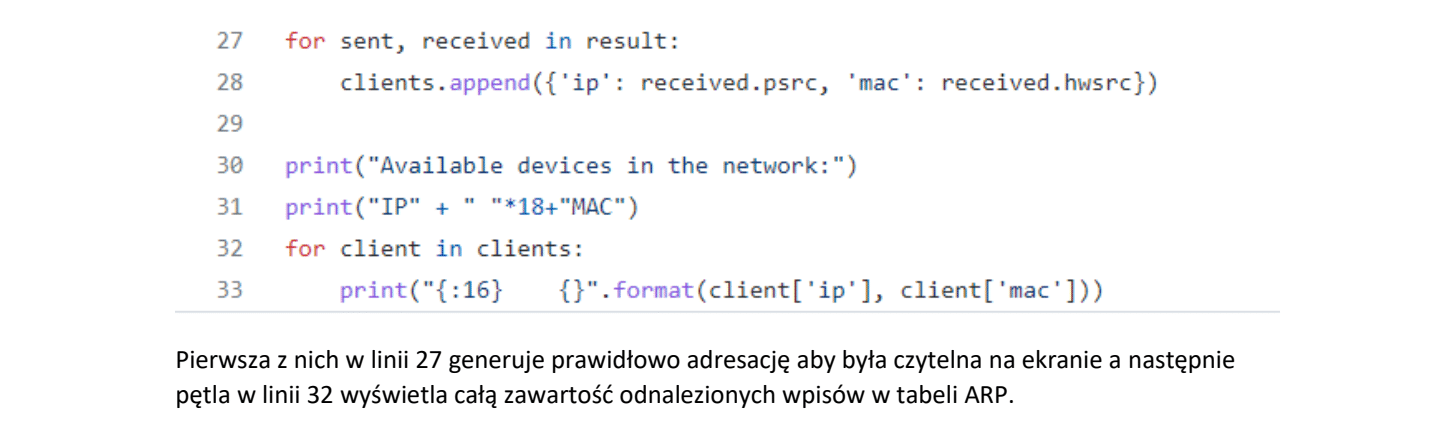 27 for sent, received in result:
28     clients.append({'ip': received.psrc, 'mac': received.hwsrc})
29
30 print("Available devices in the network:")
31 print("IP" + " "*18+"MAC")
32 for client in clients:
33     print("{:16}    {}".format(client['ip'], client['mac']))
Pierwsza z nich w linii 27 generuje prawidłowo adresację aby była czytelna na ekranie a następnie
pętla w linii 32 wyświetla całą zawartość odnalezionych wpisów w tabeli ARP.